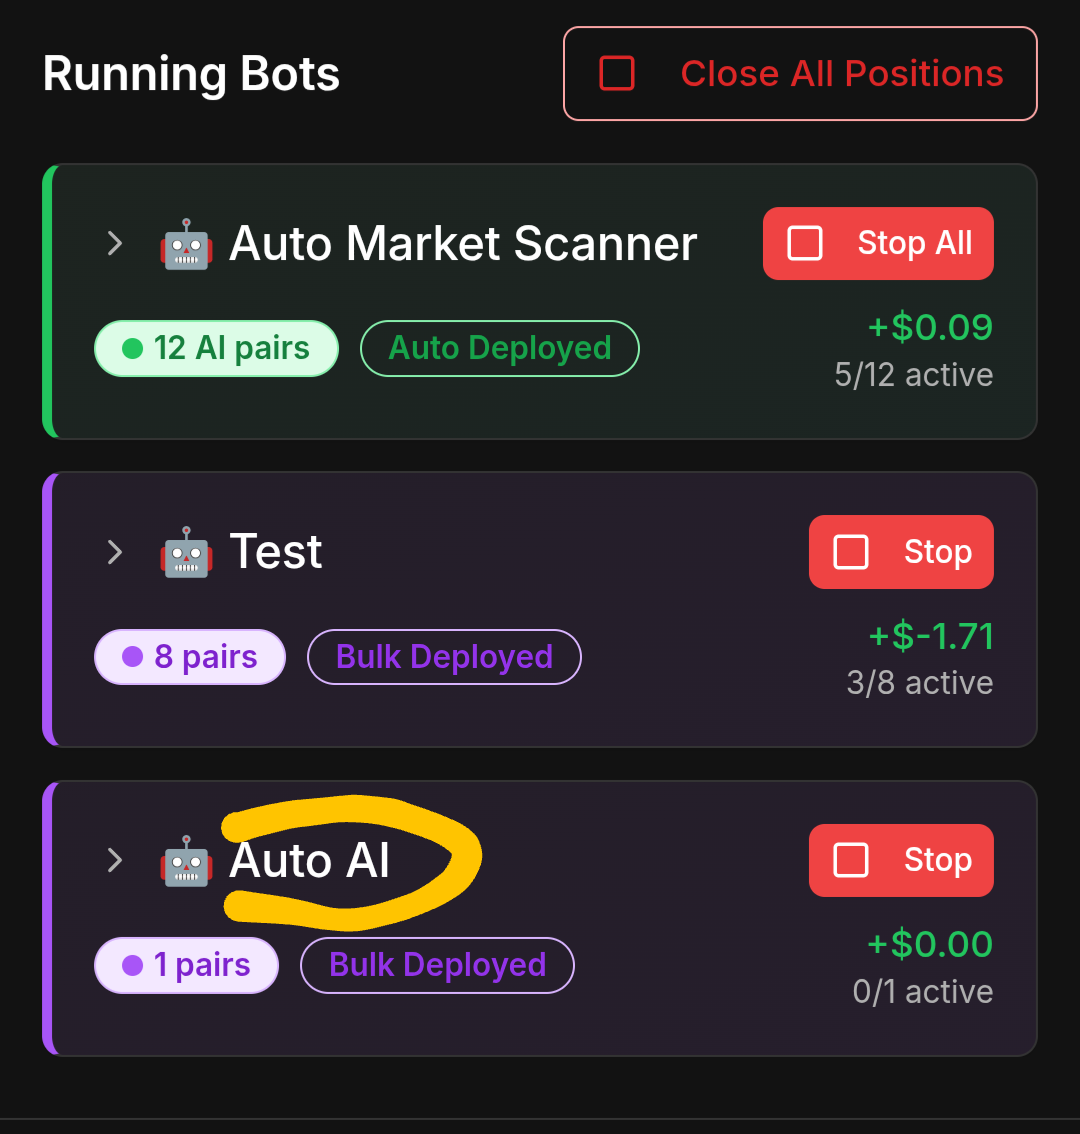 Running Bots
Close All Positions
Auto Market Scanner
Stop All
12 AI pairs
Auto Deployed
+$0.09
5/12 active
Test
Stop
8 pairs
Bulk Deployed
+$-1.71
3/8 active
Auto AI
Stop
1 pairs
Bulk Deployed
+$0.00
0/1 active